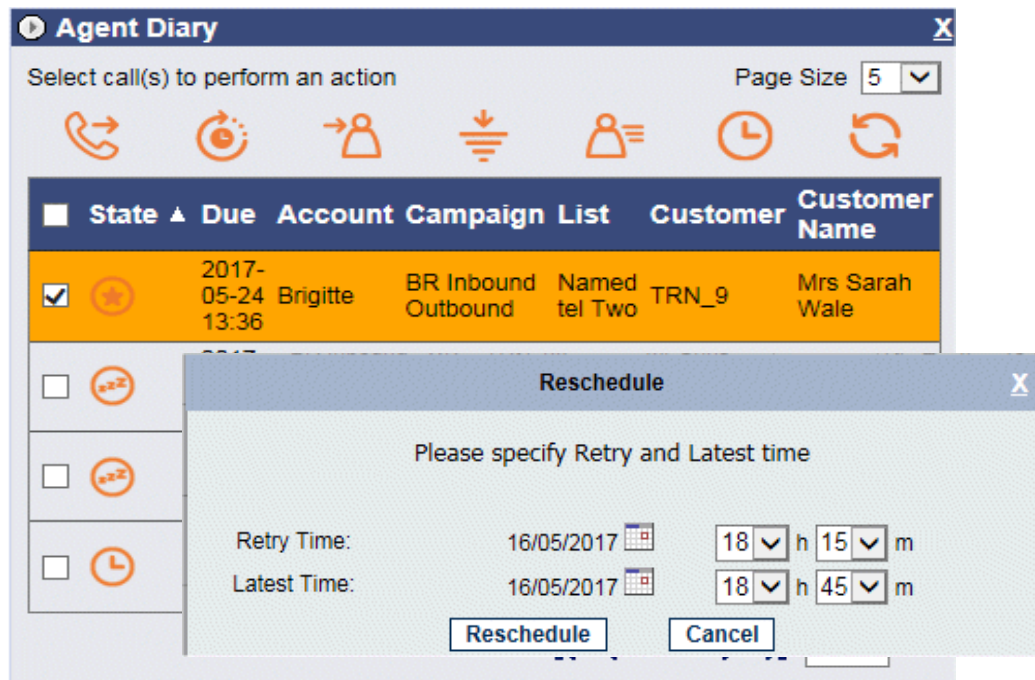 Agent Diary X
Select call(s) to perform an action Page Size 5
State Due Account Campaign List Customer Customer Name
2017-05-24 13:36 Brigitte BR Inbound Outbound Named tel Two TRN_9 Mrs Sarah Wale
zzZ
Reschedule X
Please specify Retry and Latest time
zzZ
Retry Time: 16/05/2017 18 h 15 m
Latest Time: 16/05/2017 18 h 45 m
Reschedule Cancel